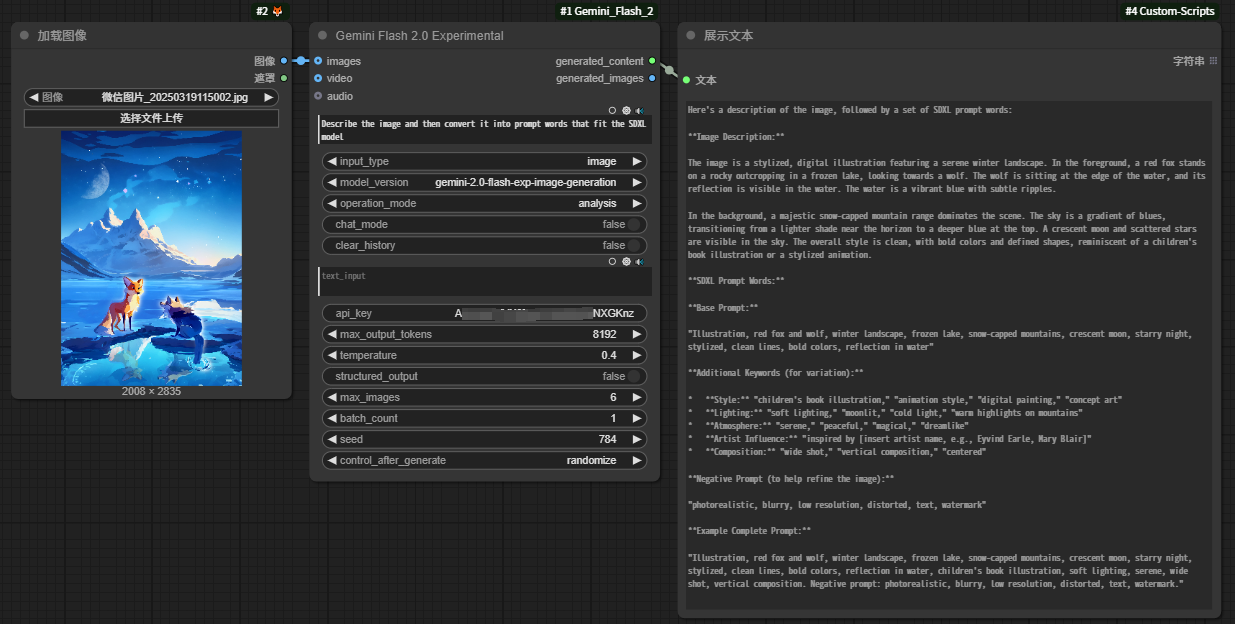 #2 🦊
加载图像
图像
遮罩
图像 微信图片_20250319115002.jpg
选择文件上传
2008 × 2835
#1 Gemini_Flash_2
Gemini Flash 2.0 Experimental
images generated_content
video generated_images
audio
Describe the image and then convert it into prompt words that fit the SDXL
model
input_type image
model_version gemini-2.0-flash-exp-image-generation
operation_mode analysis
chat_mode false
clear_history false
text_input
api_key A NXGKnz
max_output_tokens 8192
temperature 0.4
structured_output false
max_images 6
batch_count 1
seed 784
control_after_generate randomize
#4 Custom-Scripts
展示文本
字符串
文本
Here's a description of the image, followed by a set of SDXL prompt words:
**Image Description:**
The image is a stylized, digital illustration featuring a serene winter landscape. In the foreground, a red fox stands
on a rocky outcropping in a frozen lake, looking towards a wolf. The wolf is sitting at the edge of the water, and its
reflection is visible in the water. The water is a vibrant blue with subtle ripples.
In the background, a majestic snow-capped mountain range dominates the scene. The sky is a gradient of blues,
transitioning from a lighter shade near the horizon to a deeper blue at the top. A crescent moon and scattered stars
are visible in the sky. The overall style is clean, with bold colors and defined shapes, reminiscent of a children's
book illustration or a stylized animation.
**SDXL Prompt Words:**
**Base Prompt:**
"Illustration, red fox and wolf, winter landscape, frozen lake, snow-capped mountains, crescent moon, starry night,
stylized, clean lines, bold colors, reflection in water"
**Additional Keywords (for variation):**
* **Style:** "children's book illustration," "animation style," "digital painting," "concept art"
* **Lighting:** "soft lighting," "moonlit," "cold light," "warm highlights on mountains"
* **Atmosphere:** "serene," "peaceful," "magical," "dreamlike"
* **Artist Influence:** "inspired by [insert artist name, e.g., Eyvind Earle, Mary Blair]"
* **Composition:** "wide shot," "vertical composition," "centered"
**Negative Prompt (to help refine the image):**
"photorealistic, blurry, low resolution, distorted, text, watermark"
**Example Complete Prompt:**
"Illustration, red fox and wolf, winter landscape, frozen lake, snow-capped mountains, crescent moon, starry night,
stylized, clean lines, bold colors, reflection in water, children's book illustration, soft lighting, serene, wide
shot, vertical composition. Negative prompt: photorealistic, blurry, low resolution, distorted, text, watermark."